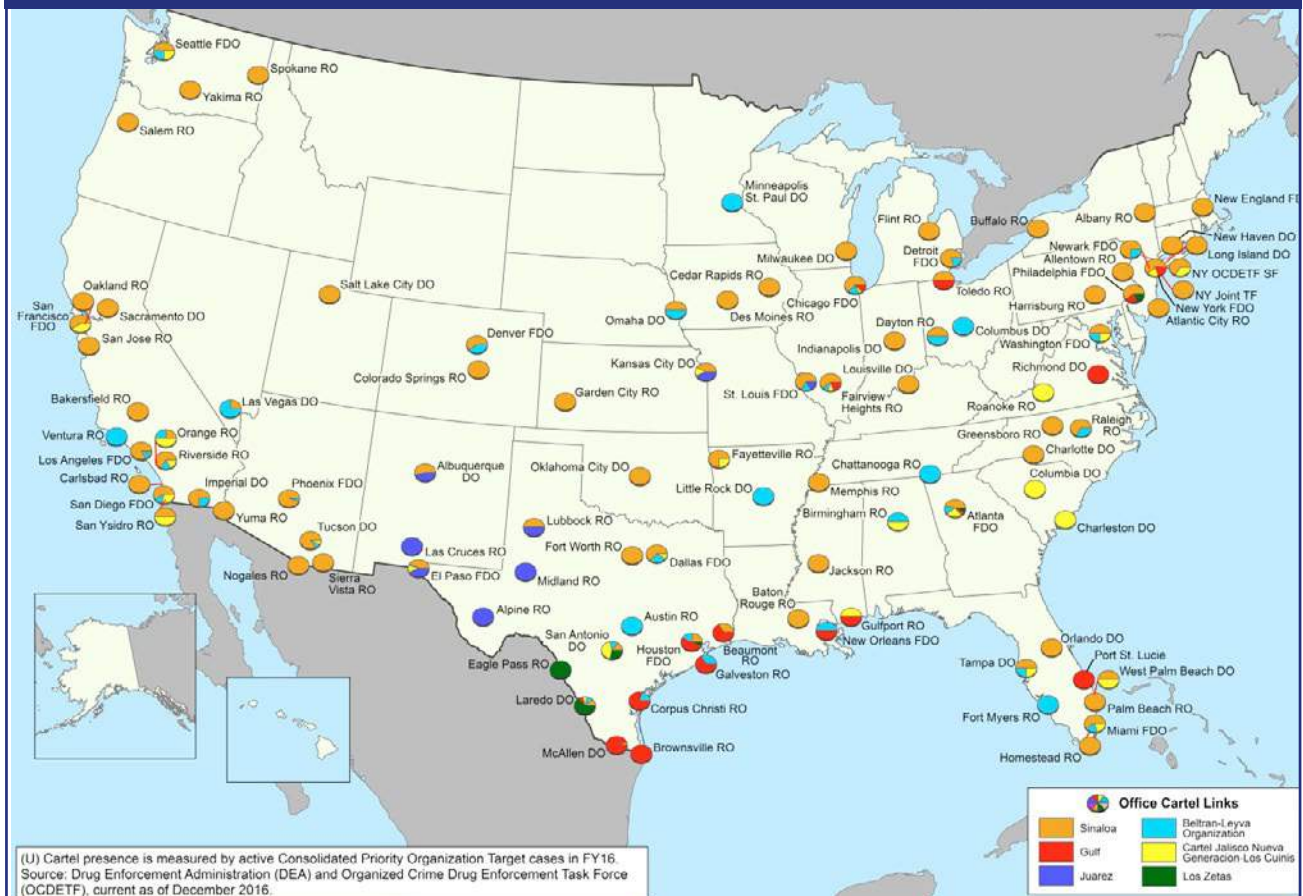 Seattle FDO
Spokane RO
Yakima RO
Salem RO
Minneapolis
St. Paul DO
Flint RO
Buffalo RO
Albany RO
New England FD
Detroit
FDO
Newark FDO
New Haven DO
Allentown RO
Long Island DO
Milwaukee DO
Philadelphia FDO
NY OCDETF SF
Cedar Rapids RO
Oakland RO
Salt Lake City DO
Chicago FDO
Toledo RO
Harrisburg RO
NY Joint TF
San
Francisco
FDO
Sacramento DO
Omaha DO
Des Moines RO
New York FDO
Atlantic City RO
Dayton RO
Columbus DO
Washington FDO
San Jose RO
Denver FDO
Indianapolis DO
Kansas City DO
Louisville DO
Richmond DO
Colorado Springs RO
St. Louis FDO
Fairview
Heights RO
Garden City RO
Roanoke RO
Bakersfield RO
Las Vegas DO
Raleigh
RO
Greensboro RO
Ventura RO
Orange RO
Los Angeles FDO
Riverside RO
Fayetteville RO
Charlotte DO
Albuquerque
DO
Oklahoma City DO
Chattanooga RO
Columbia DO
Carlsbad RO
Imperial DO
Phoenix FDO
Little Rock DO
Memphis RO
San Diego FDO
Birmingham RO
Atlanta
FDO
San Ysidro RO
Yuma RO
Tucson DO
Lubbock RO
Charleston DO
Las Cruces RO
Fort Worth RO
Dallas FDO
Nogales RO
Sierra
Vista RO
El Paso FDO
Midland RO
Jackson RO
Baton
Rouge RO
Alpine RO
Austin RO
Gulfport RO
San Antonio
DO
Houston
FDO
Beaumont
RO
New Orleans FDO
Orlando DO
Port St. Lucie
Eagle Pass RO
Galveston RO
Tampa DO
West Palm Beach DO
Laredo DO
Corpus Christi RO
Palm Beach RO
Fort Myers RO
Miami FDO
McAllen DO
Brownsville RO
Homestead RO
Office Cartel Links
Sinaloa
Beltran-Leyva
Organization
Gulf
Cartel Jalisco Nueva
Generacion-Los Cuinis
Juarez
Los Zetas
(U) Cartel presence is measured by active Consolidated Priority Organization Target cases in FY16.
Source: Drug Enforcement Administration (DEA) and Organized Crime Drug Enforcement Task Force
(OCDETF), current as of December 2016.